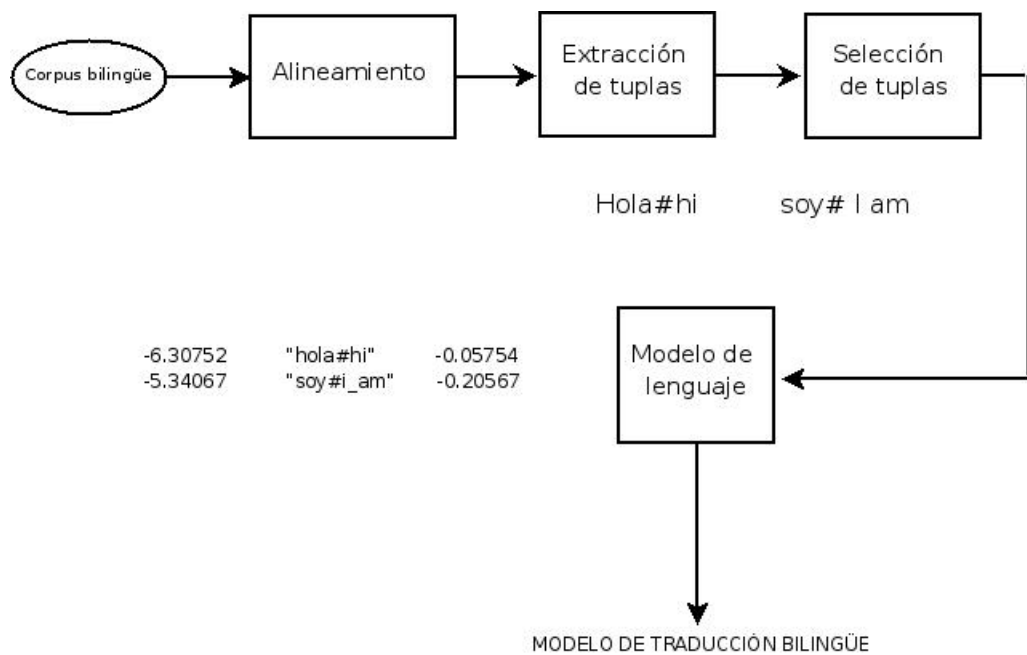 Corpus bilingüe
Alineamiento
Extracción
de tuplas
Selección
de tuplas
Hola#hi soy# I am
-6.30752 "hola#hi" -0.05754
-5.34067 "soy#i_am" -0.20567
Modelo de
lenguaje
MODELO DE TRADUCCIÓN BILINGÜE